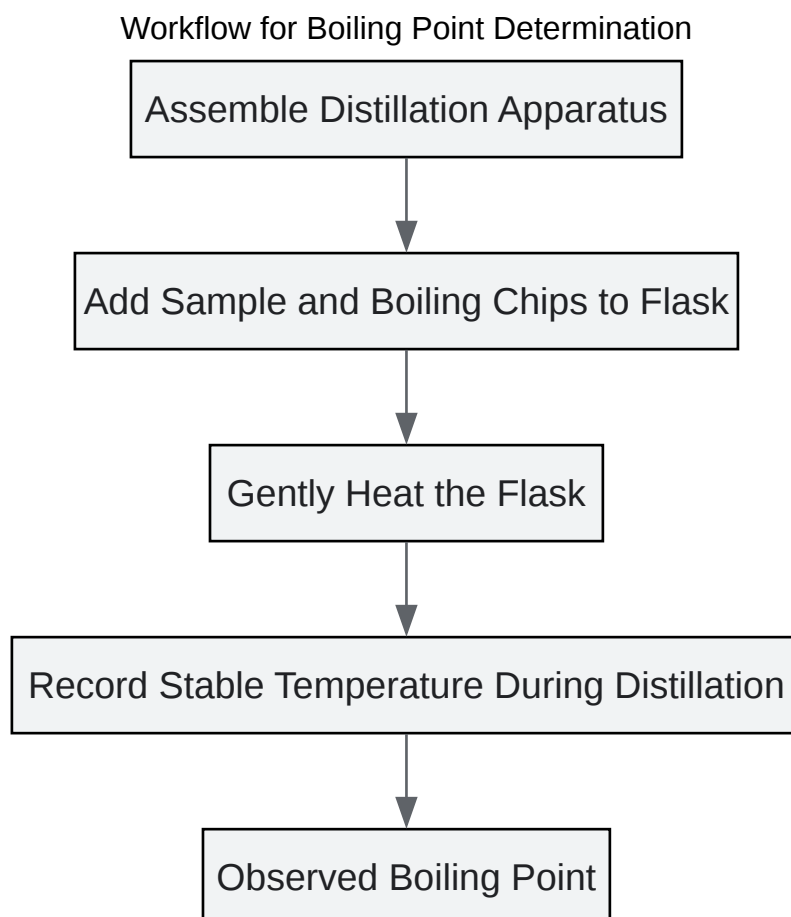 Workflow for Boiling Point Determination
Assemble Distillation Apparatus
Add Sample and Boiling Chips to Flask
Gently Heat the Flask
Record Stable Temperature During Distillation
Observed Boiling Point